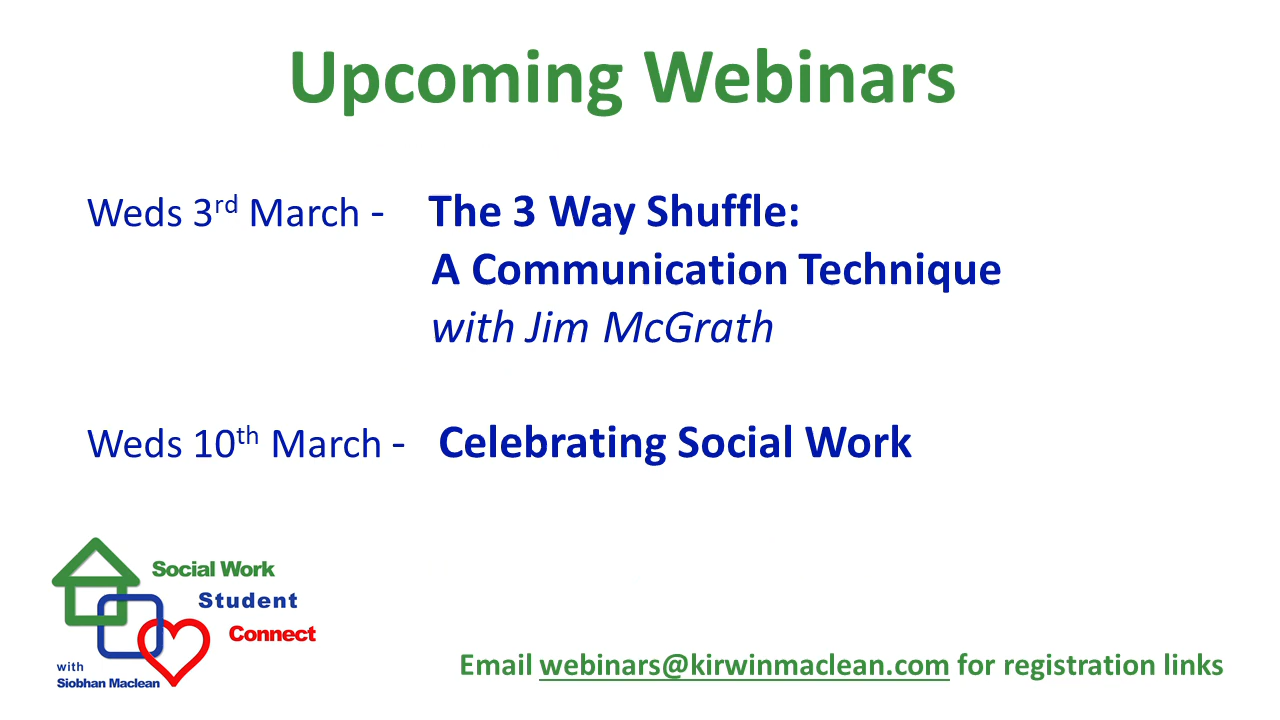 Upcoming Webinars
Weds 3rd March - The 3 Way Shuffle:
A Communication Technique
with Jim McGrath
Weds 10th March - Celebrating Social Work
Social Work
Student
Connect
with
Siobhan Maclean
Email webinars@kirwinmaclean.com for registration links